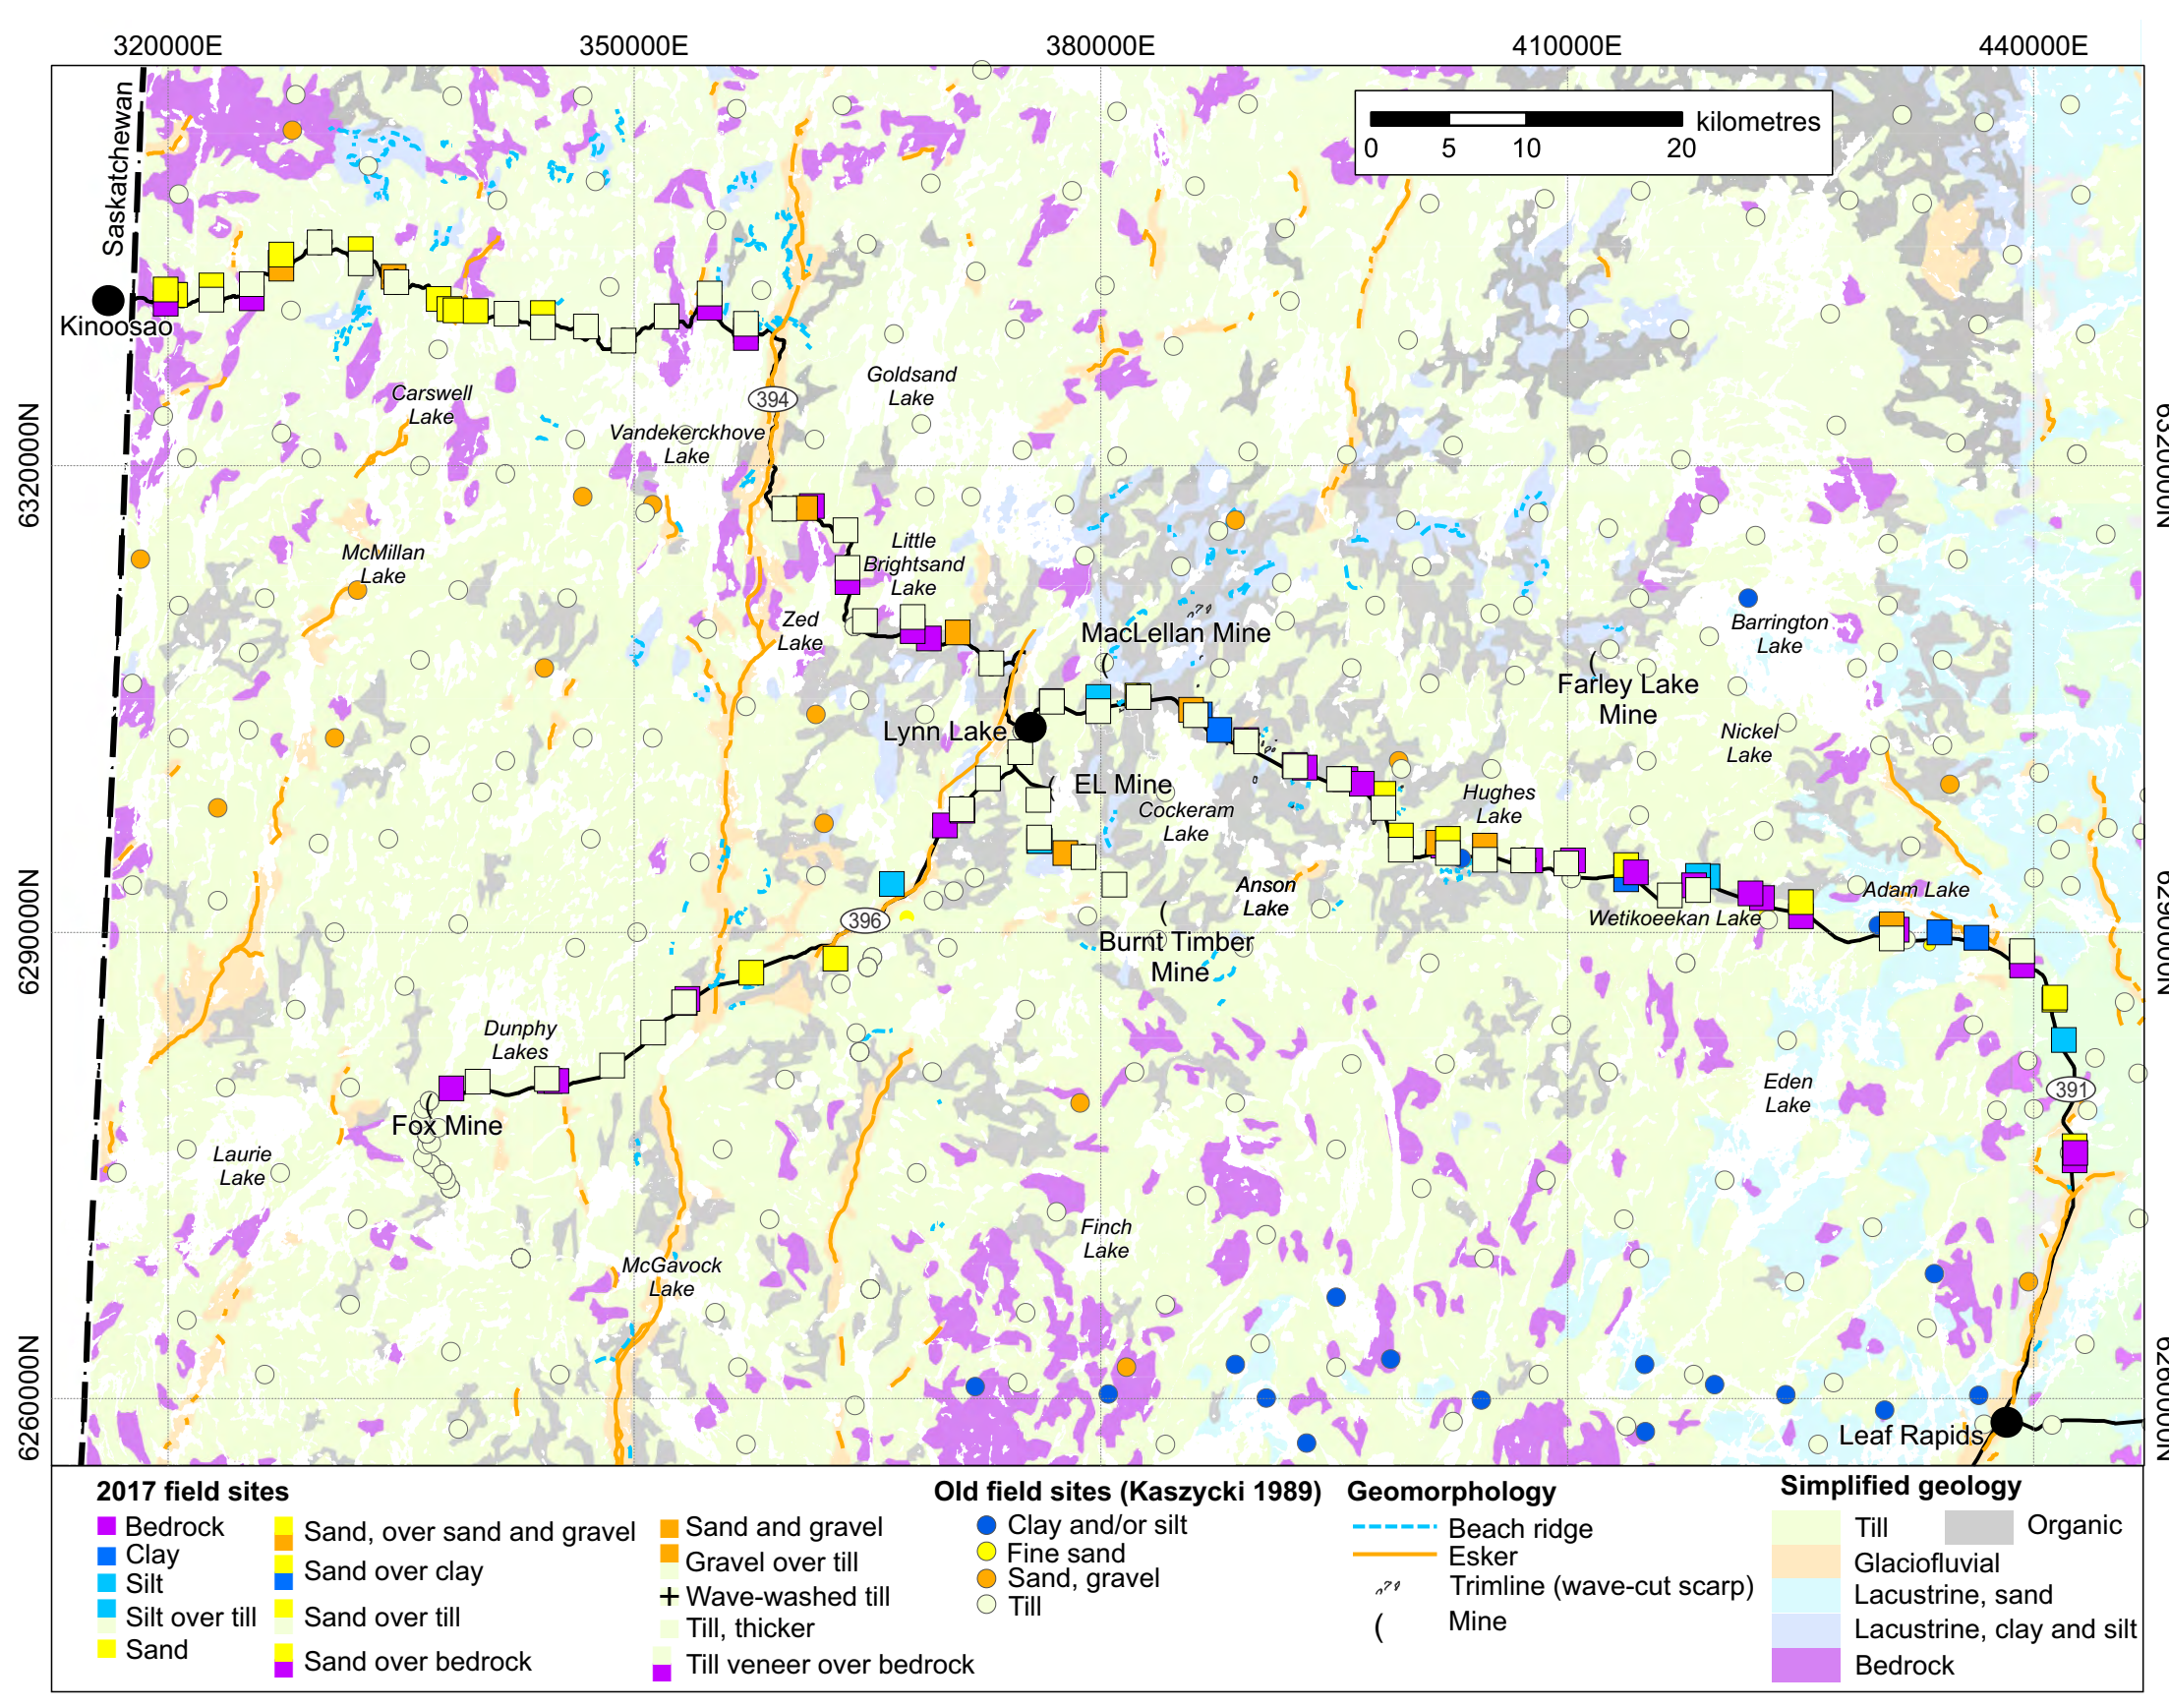 320000E
350000E
380000E
410000E
440000E
Saskatchewan
kilometres
0
5
10
20
Kinoosao
Carswell
Lake
Goldsand
Lake
394
Vandekerckhove
Lake
6320000N
6320000N
McMillan
Lake
Little
Brightsand
Lake
Zed
Lake
MacLellan Mine
Barrington
Lake
Farley Lake
Mine
Lynn Lake
Nickel
Lake
EL Mine
Cockeram
Lake
Hughes
Lake
Anson
Lake
Adam Lake
Wetikoeekan Lake
396
6290000N
6290000N
Burnt Timber
Mine
Dunphy
Lakes
Eden
Lake
391
Fox Mine
Laurie
Lake
Finch
Lake
McGavock
Lake
6260000N
6260000N
Leaf Rapids
2017 field sites
Bedrock
Clay
Silt
Silt over till
Sand
Sand, over sand and gravel
Sand over clay
Sand over till
Sand over bedrock
Sand and gravel
Gravel over till
Wave-washed till
Till, thicker
Till veneer over bedrock
Old field sites (Kaszycki 1989)
Clay and/or silt
Fine sand
Sand, gravel
Till
Geomorphology
Beach ridge
Esker
Trimline (wave-cut scarp)
Mine
Simplified geology
Till
Organic
Glaciofluvial
Lacustrine, sand
Lacustrine, clay and silt
Bedrock